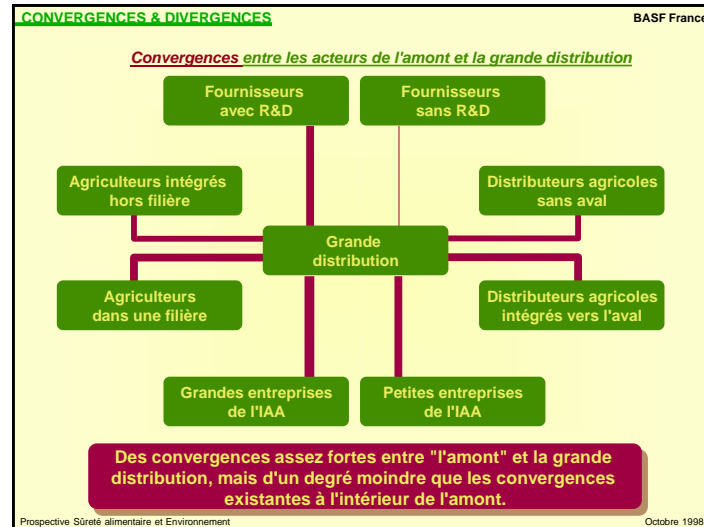 CONVERGENCES & DIVERGENCES
BASF France
Convergences entre les acteurs de l'amont et la grande distribution
Fournisseurs
avec R&D
Fournisseurs
sans R&D
Agriculteurs intégrés
hors filière
Distributeurs agricoles
sans aval
Grande
distribution
Agriculteurs
dans une filière
Distributeurs agricoles
intégrés vers l'aval
Grandes entreprises
de l'IAA
Petites entreprises
de l'IAA
Des convergences assez fortes entre "l'amont" et la grande
distribution, mais d'un degré moindre que les convergences
existantes à l'intérieur de l'amont.
Prospective Sûreté alimentaire et Environnement
Octobre 1998